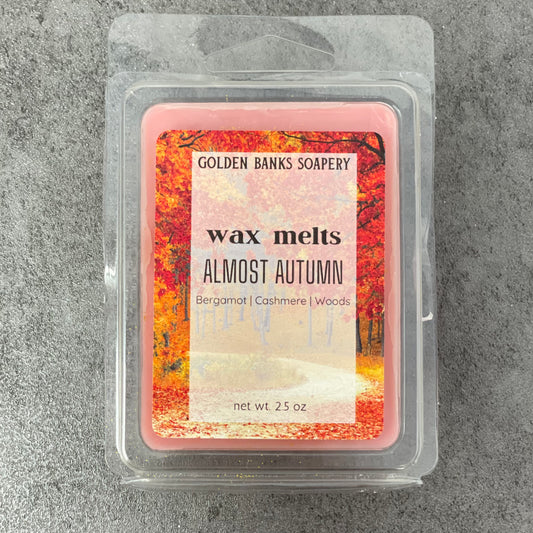 GOLDEN BANKS SOAPERY
wax melts
ALMOST AUTUMN
Bergamot | Cashmere | Woods
net wt 2.5 oz